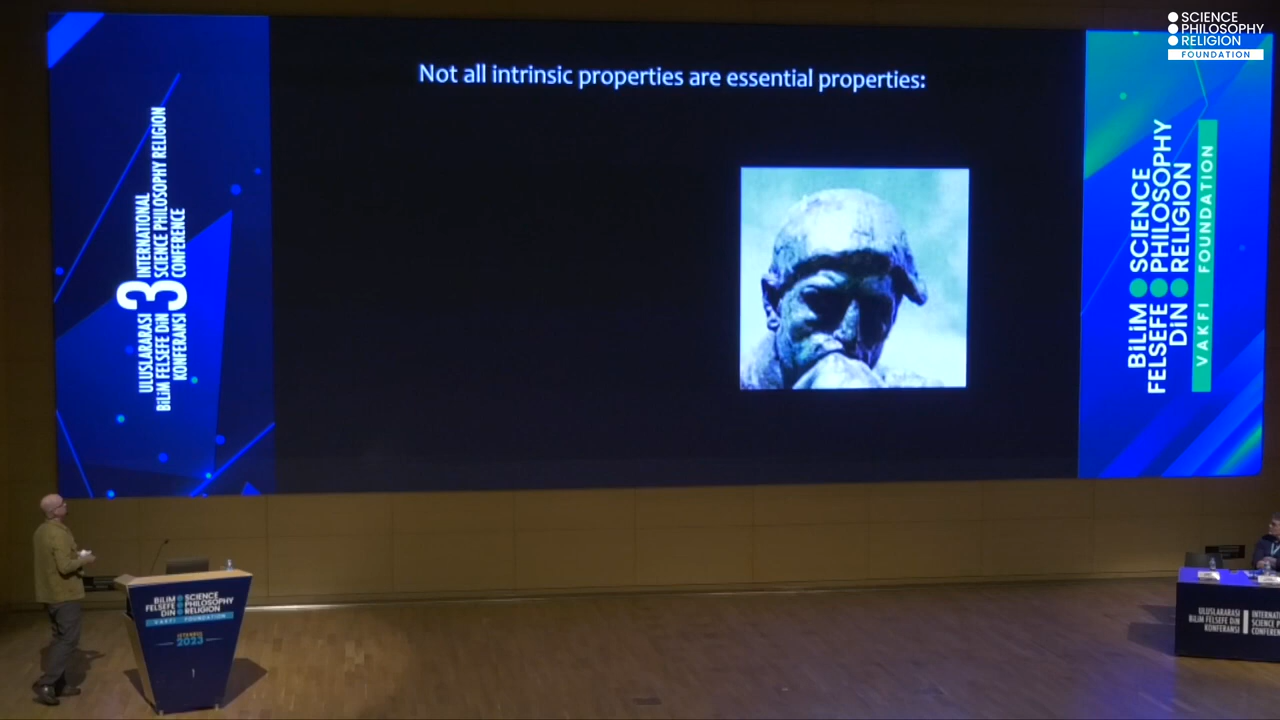 SCIENCE
PHILOSOPHY
RELIGION
FOUNDATION
Not all intrinsic properties are essential properties:
ULUSLARARASI
BİLİM FELSEFE DİN
KONFERANSI
3
INTERNATIONAL
SCIENCE PHILOSOPHY RELIGION
CONFERENCE
BİLİM SCIENCE
FELSEFE PHILOSOPHY
DİN RELIGION
VAKFI FOUNDATION
BİLİM SCIENCE
FELSEFE PHILOSOPHY
DİN RELIGION
VAKFI FOUNDATION
2023
ULUSLARARASI
BİLİM FELSEFE DİN
KONFERANSI